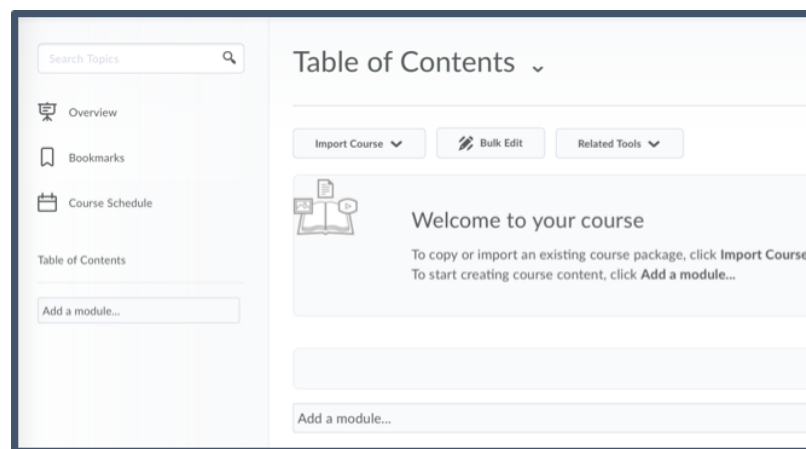 Search Topics
Overview
Bookmarks
Course Schedule
Table of Contents
Add a module...
Table of Contents
Import Course
Bulk Edit
Related Tools
Welcome to your course
To copy or import an existing course package, click Import Course
To start creating course content, click Add a module...
Add a module...